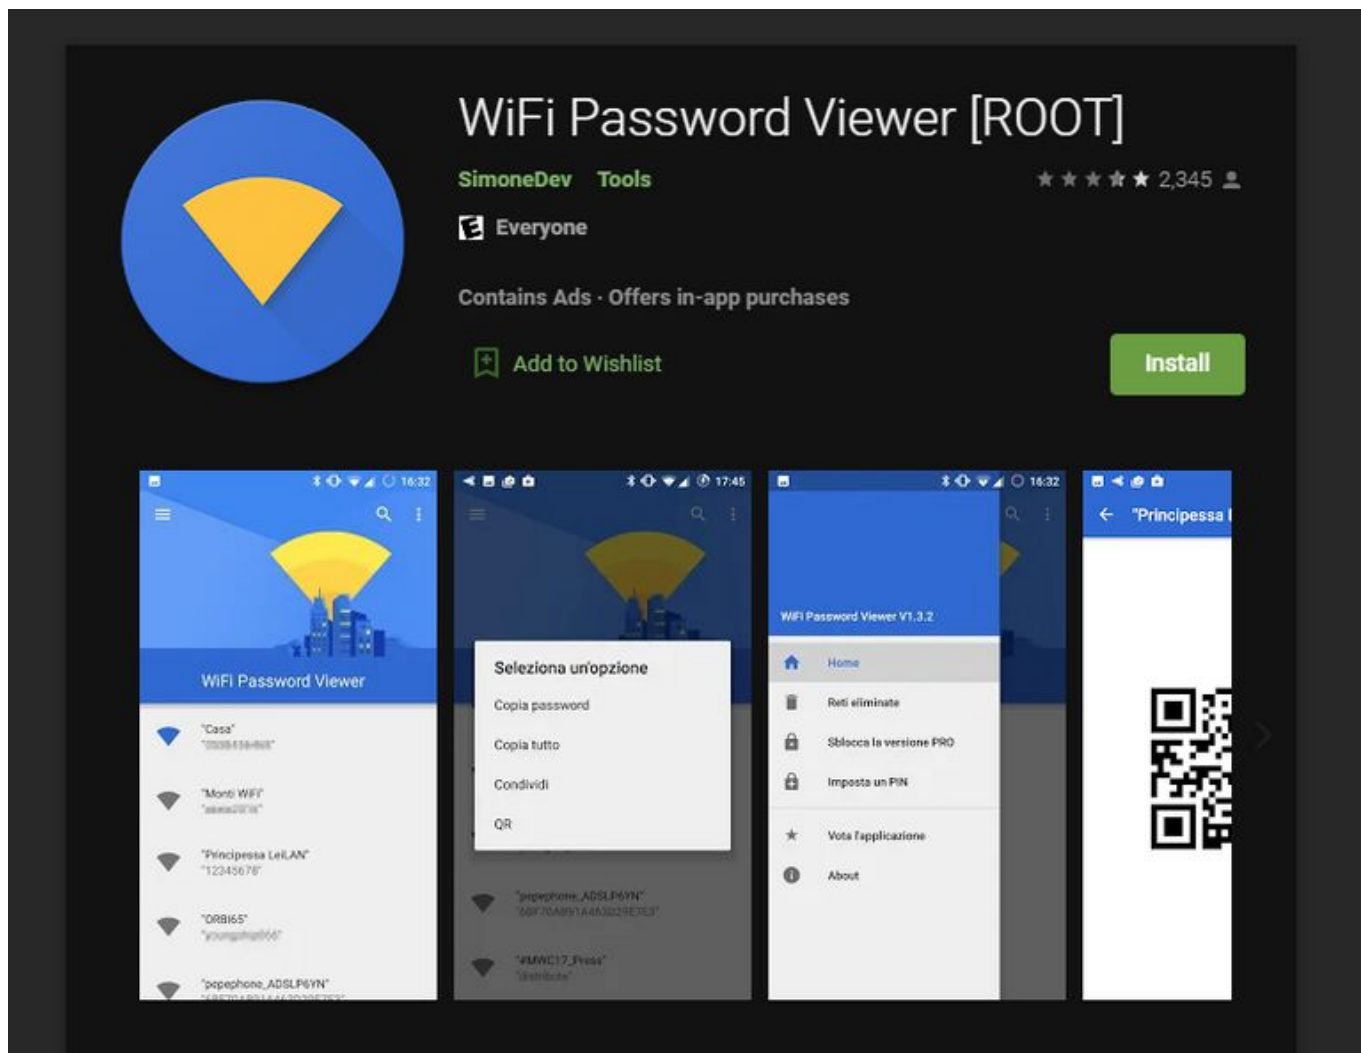 WiFi Password Viewer [ROOT]
SimoneDev Tools
2,345
E Everyone
Contains Ads · Offers in-app purchases
Add to Wishlist
Install
16:32
WiFi Password Viewer
"Casa"
"Monti WiFi"
"Principessa LeiLAN"
"12345678"
"ORBI65"
"pepephone_ADSLP6YN"
17:45
Seleziona un'opzione
Copia password
Copia tutto
Condividi
QR
"pepephone_ADSLP6YN"
"#MWC17_Press"
"distribute"
16:32
WiFi Password Viewer V1.3.2
Home
Reti eliminate
Sblocca la versione PRO
Imposta un PIN
Vota l'applicazione
About
"Principessa